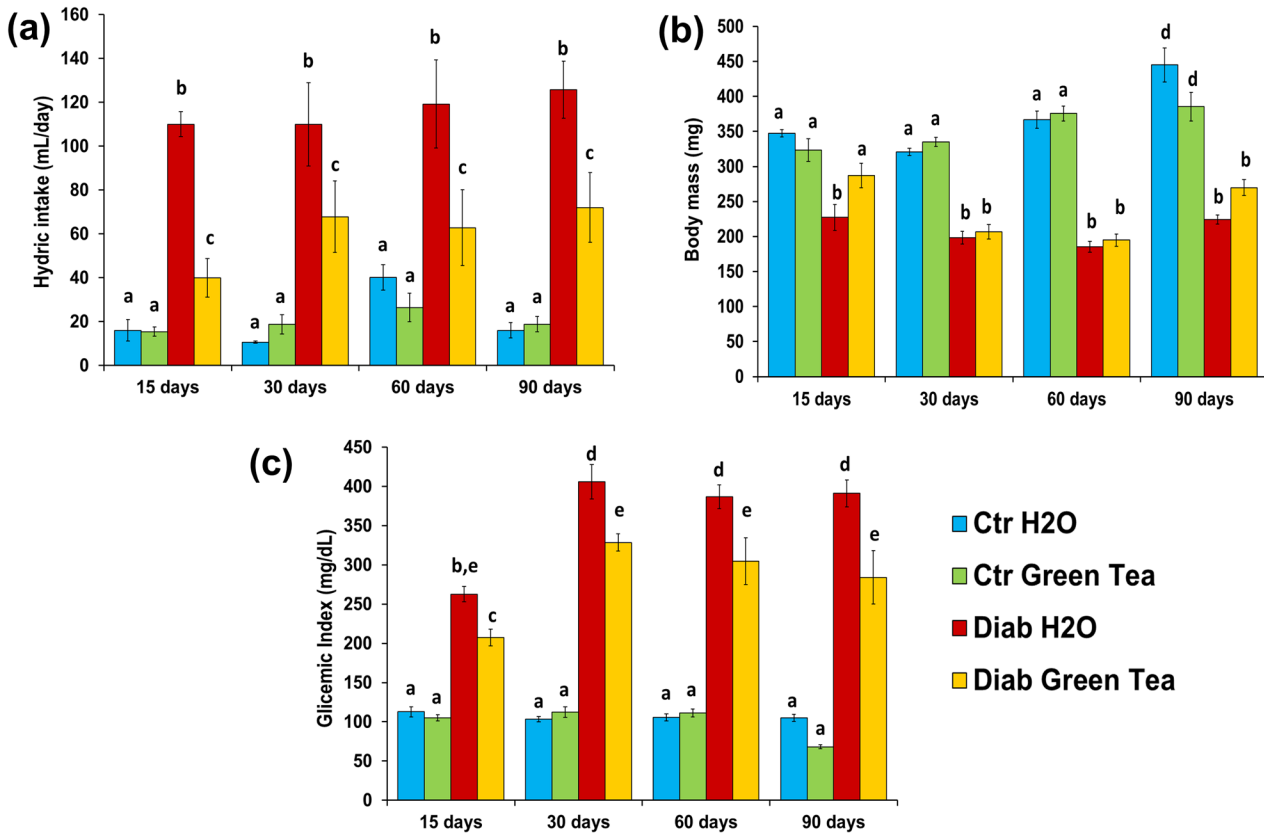 (a)
Hydric intake (mL/day)
160
140
120
100
80
60
40
20
0
a a b c
a a b c
a a b c
a a b c
15 days 30 days 60 days 90 days
(b)
Body mass (mg)
450
400
350
300
250
200
150
100
50
0
a a b a
a a b b
a a b b
d d b b
15 days 30 days 60 days 90 days
(c)
Glicemic Index (mg/dL)
450
400
350
300
250
200
150
100
50
0
a a b,e c
a a d e
a a d e
a a d e
15 days 30 days 60 days 90 days
Ctr H2O
Ctr Green Tea
Diab H2O
Diab Green Tea